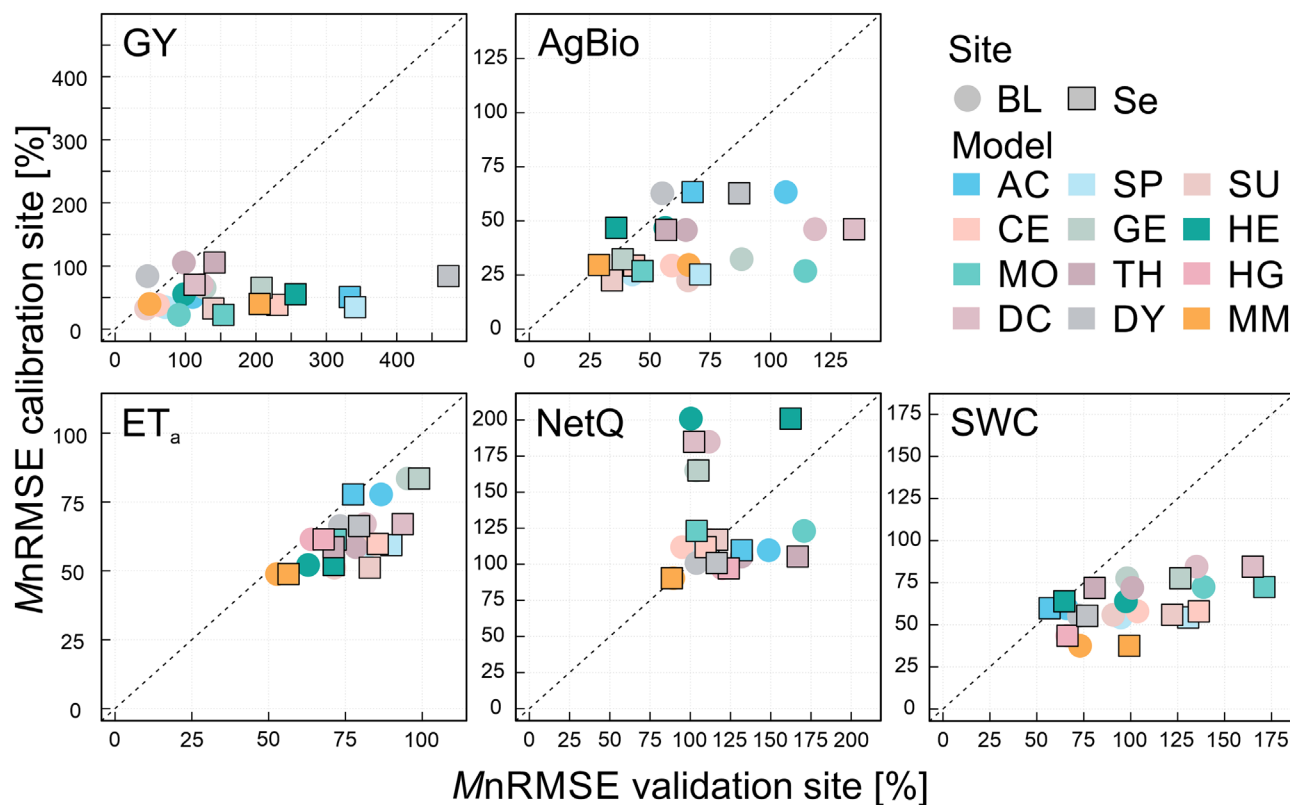 GY
400
300
200
100
0
0 100 200 300 400
AgBio
125
100
75
50
25
0
0 25 50 75 100 125
Site
BL Se
Model
AC SP SU
CE GE HE
MO TH HG
DC DY MM
ETa
100
75
50
25
0
0 25 50 75 100
NetQ
200
175
150
125
100
75
50
25
0
0 25 50 75 100 125 150 175 200
SWC
175
150
125
100
75
50
25
0
0 25 50 75 100 125 150 175
MnRMSE calibration site [%]
MnRMSE validation site [%]